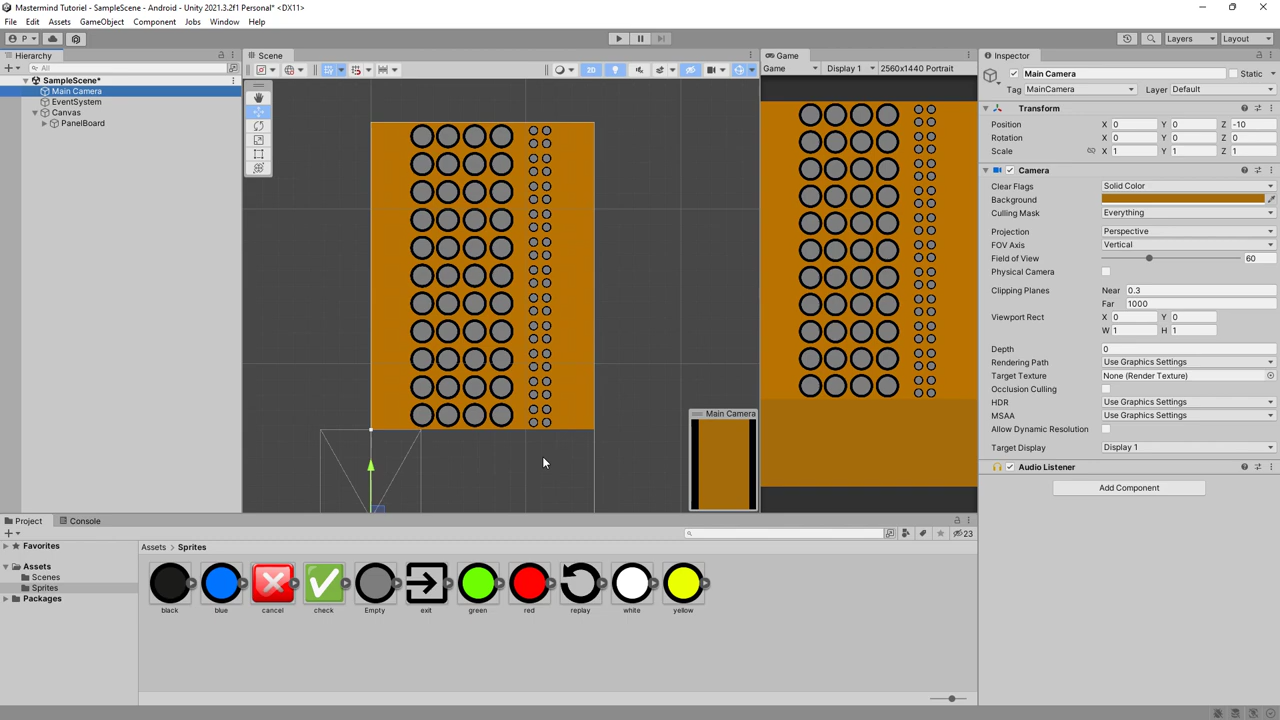 Mastermind Tutoriel - SampleScene - Android - Unity 2021.3.2f1 Personal* <DX11>
File Edit Assets GameObject Component Jobs Window Help
P Layers Layout
Hierarchy
All
SampleScene*
Main Camera
EventSystem
Canvas
PanelBoard
Scene
2D
Main Camera
Game
Game Display 1 2560x1440 Portrait
Inspector
Main Camera Static
Tag MainCamera Layer Default
Transform
Position X 0 Y 0 Z -10
Rotation X 0 Y 0 Z 0
Scale X 1 Y 1 Z 1
Camera
Clear Flags Solid Color
Background
Culling Mask Everything
Projection Perspective
FOV Axis Vertical
Field of View 60
Physical Camera
Clipping Planes Near 0.3
Far 1000
Viewport Rect X 0 Y 0
W 1 H 1
Depth 0
Rendering Path Use Graphics Settings
Target Texture None (Render Texture)
Occlusion Culling
HDR Use Graphics Settings
MSAA Use Graphics Settings
Allow Dynamic Resolution
Target Display Display 1
Audio Listener
Add Component
Project Console
23
Favorites
Assets
Scenes
Sprites
Packages
Assets > Sprites
black blue cancel check Empty exit green red replay white yellow